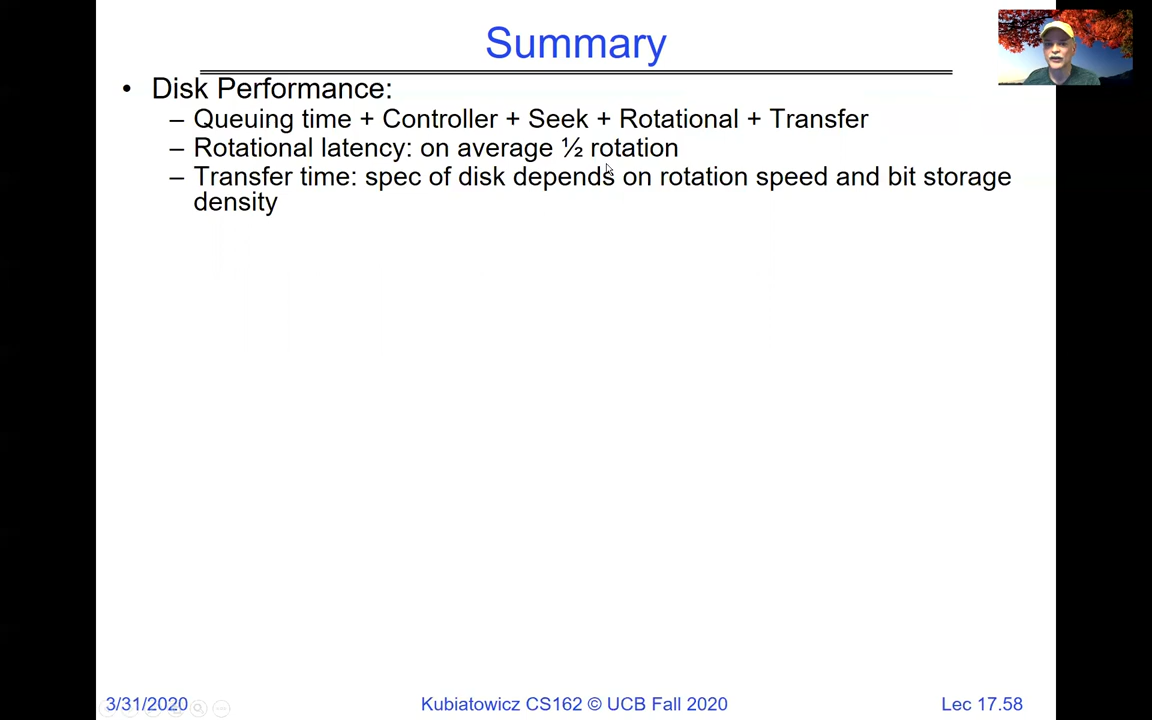 Summary
• Disk Performance:
– Queuing time + Controller + Seek + Rotational + Transfer
– Rotational latency: on average ½ rotation
– Transfer time: spec of disk depends on rotation speed and bit storage
density
3/31/2020
Kubiatowicz CS162 © UCB Fall 2020
Lec 17.58